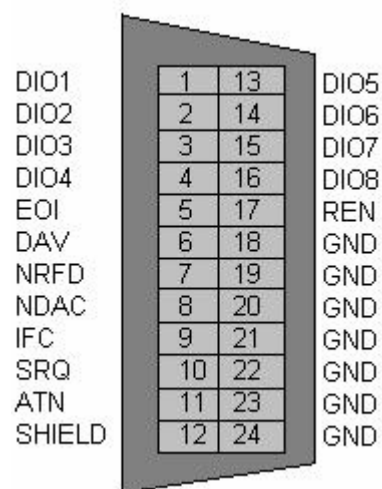 DIO1 1 13 DIO5
DIO2 2 14 DIO6
DIO3 3 15 DIO7
DIO4 4 16 DIO8
EOI 5 17 REN
DAV 6 18 GND
NRFD 7 19 GND
NDAC 8 20 GND
IFC 9 21 GND
SRQ 10 22 GND
ATN 11 23 GND
SHIELD 12 24 GND